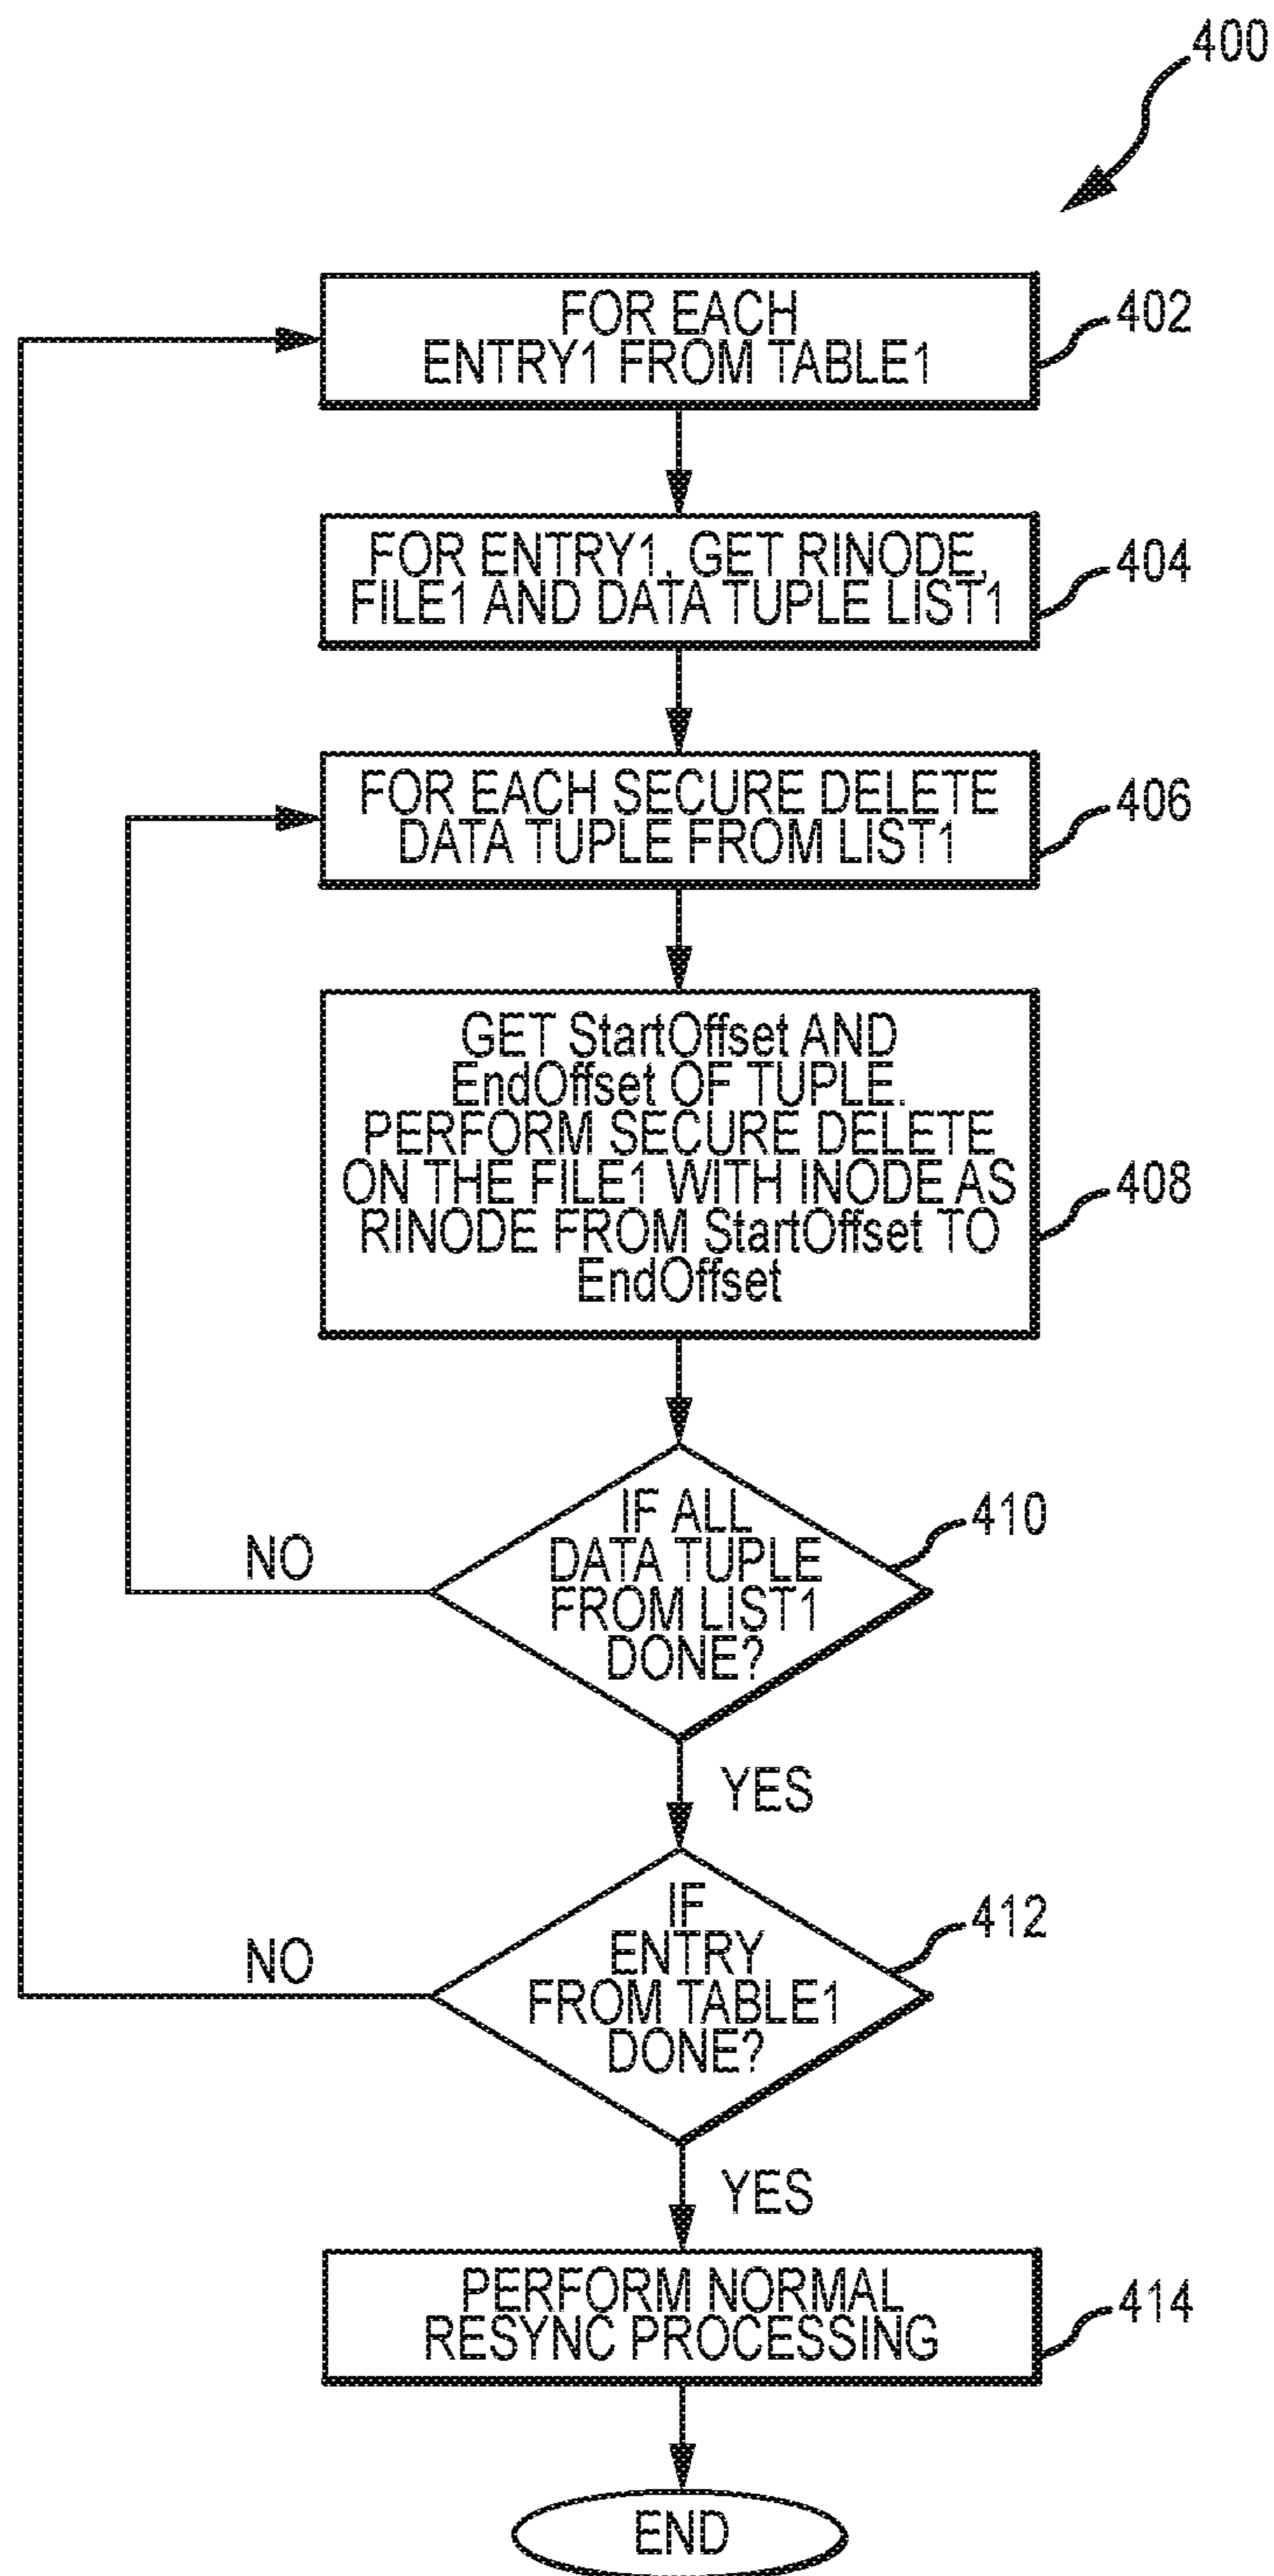 400
FOR EACH
ENTRY1 FROM TABLE1
402
FOR ENTRY1, GET RINODE,
FILE1 AND DATA TUPLE LIST1
404
FOR EACH SECURE DELETE
DATA TUPLE FROM LIST1
406
GET StartOffset AND
EndOffset OF TUPLE.
PERFORM SECURE DELETE
ON THE FILE1 WITH INODE AS
RINODE FROM StartOffset TO
EndOffset
408
IF ALL
DATA TUPLE
FROM LIST1
DONE?
410
NO
YES
IF
ENTRY
FROM TABLE1
DONE?
412
NO
YES
PERFORM NORMAL
RESYNC PROCESSING
414
END